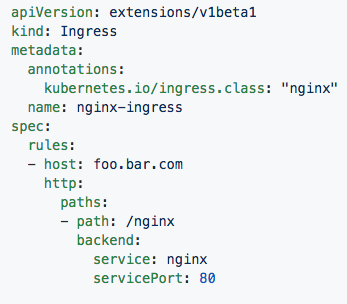 apiVersion: extensions/v1beta1
kind: Ingress
metadata:
  annotations:
    kubernetes.io/ingress.class: "nginx"
  name: nginx-ingress
spec:
  rules:
  - host: foo.bar.com
    http:
      paths:
      - path: /nginx
        backend:
          service: nginx
          servicePort: 80